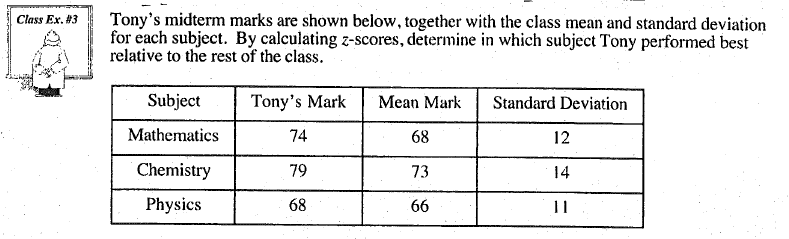 Class Ex. #3
Tony's midterm marks are shown below, together with the class mean and standard deviation
for each subject. By calculating z-scores, determine in which subject Tony performed best
relative to the rest of the class.
Subject Tony's Mark Mean Mark Standard Deviation
Mathematics 74 68 12
Chemistry 79 73 14
Physics 68 66 11